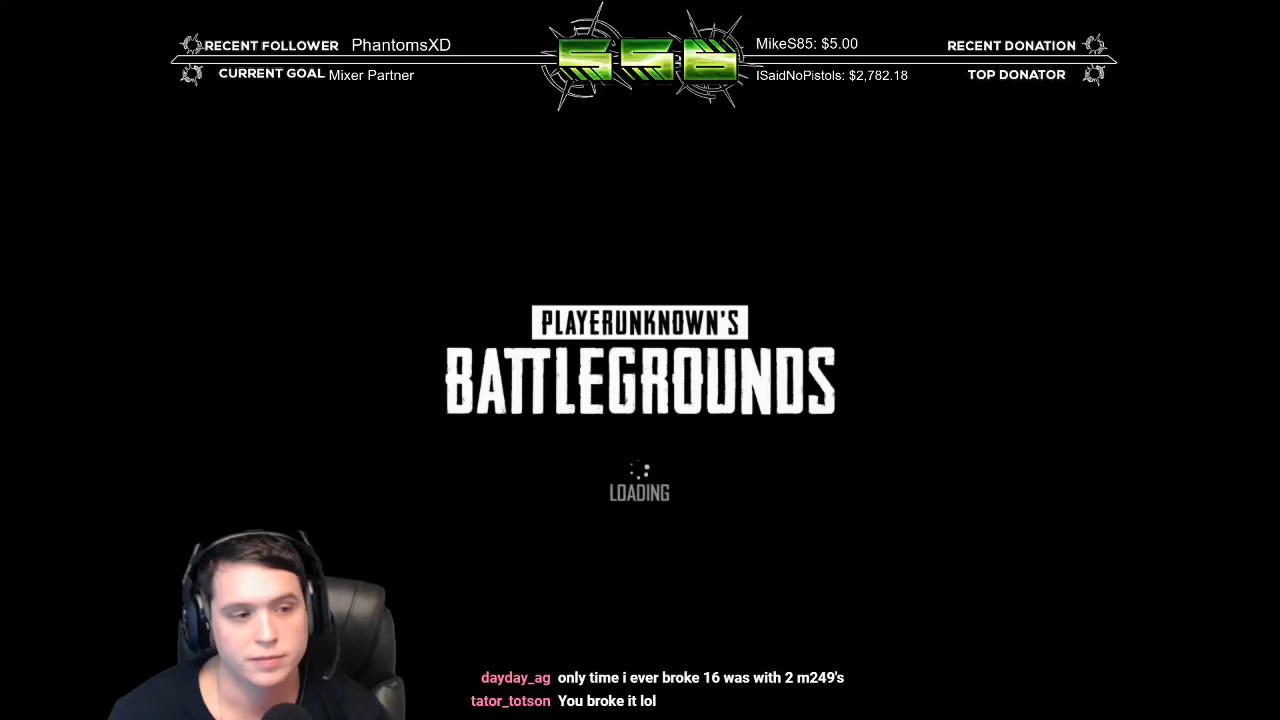 RECENT FOLLOWER PhantomsXD
CURRENT GOAL Mixer Partner
SSB
MikeS85: $5.00 RECENT DONATION
ISaidNoPistols: $2,782.18 TOP DONATOR
PLAYERUNKNOWN'S
BATTLEGROUNDS
LOADING
dayday_ag only time i ever broke 16 was with 2 m249's
tator_totson You broke it lol